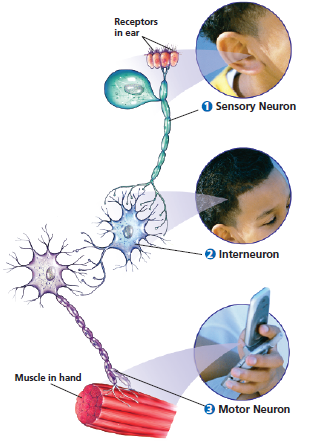 Receptors
in ear
1 Sensory Neuron
2 Interneuron
Muscle in hand
3 Motor Neuron